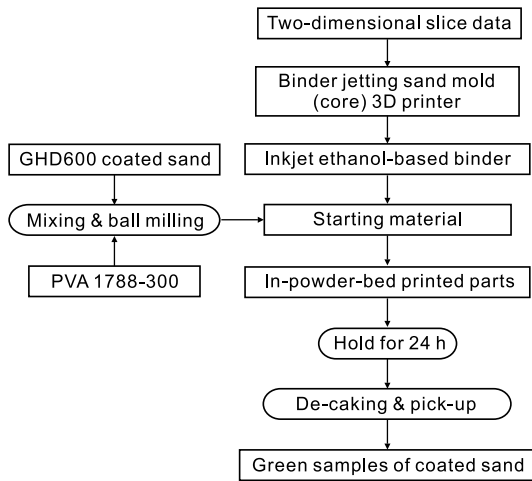 Two-dimensional slice data
Binder jetting sand mold
(core) 3D printer
GHD600 coated sand
Inkjet ethanol-based binder
Mixing & ball milling
Starting material
PVA 1788-300
In-powder-bed printed parts
Hold for 24 h
De-caking & pick-up
Green samples of coated sand